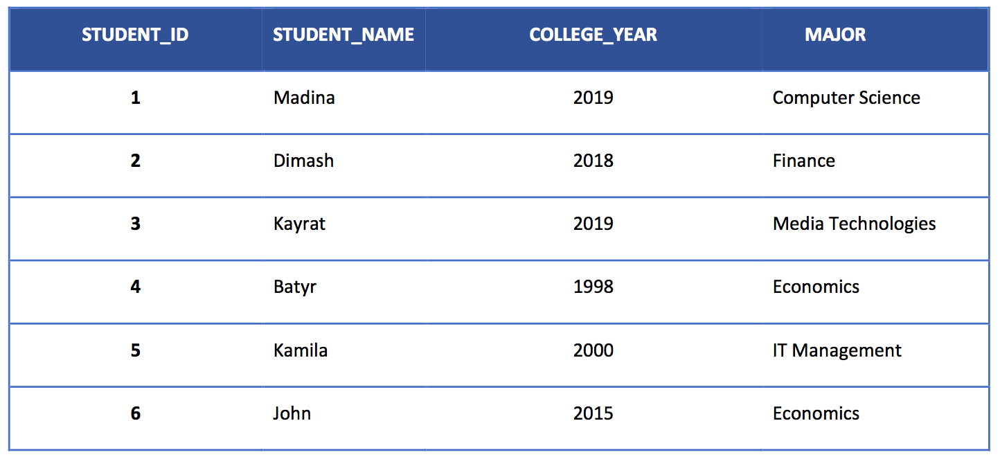 STUDENT_ID STUDENT_NAME COLLEGE_YEAR MAJOR
1 Madina 2019 Computer Science
2 Dimash 2018 Finance
3 Kayrat 2019 Media Technologies
4 Batyr 1998 Economics
5 Kamila 2000 IT Management
6 John 2015 Economics